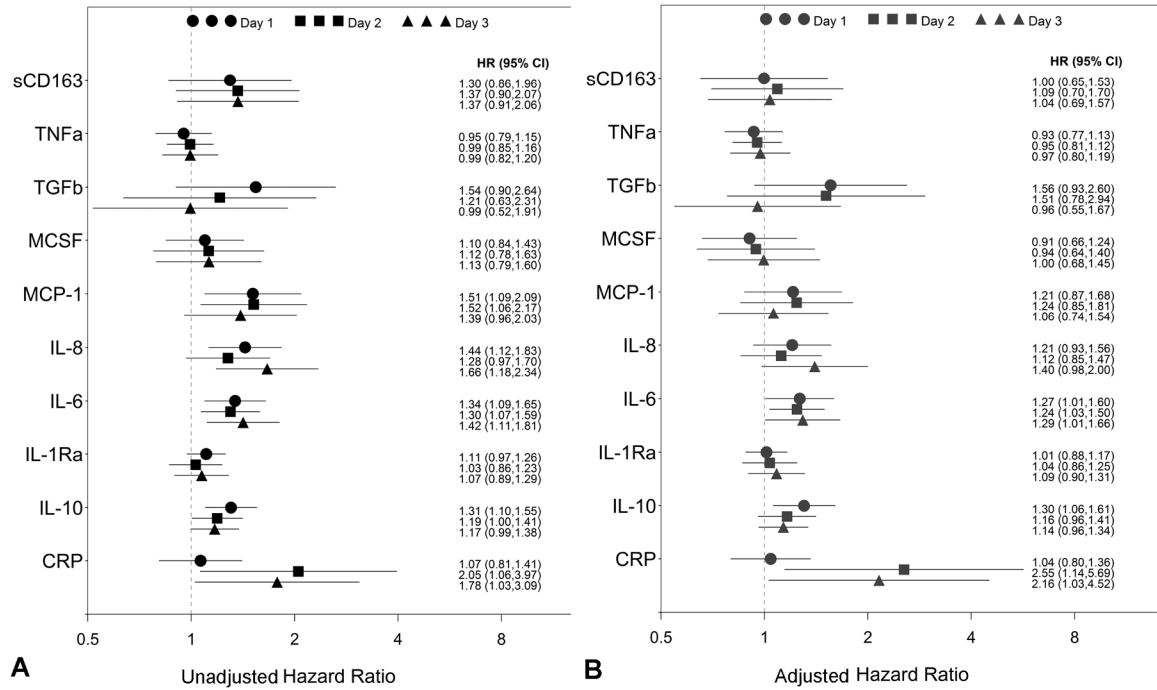 Day 1 Day 2 Day 3
HR (95% CI)
sCD163
1.30 (0.86,1.96)
1.37 (0.90,2.07)
1.37 (0.91,2.06)
TNFa
0.95 (0.79,1.15)
0.99 (0.85,1.16)
0.99 (0.82,1.20)
TGFb
1.54 (0.90,2.64)
1.21 (0.63,2.31)
0.99 (0.52,1.91)
MCSF
1.10 (0.84,1.43)
1.12 (0.78,1.63)
1.13 (0.79,1.60)
MCP-1
1.51 (1.09,2.09)
1.52 (1.06,2.17)
1.39 (0.96,2.03)
IL-8
1.44 (1.12,1.83)
1.28 (0.97,1.70)
1.66 (1.18,2.34)
IL-6
1.34 (1.09,1.65)
1.30 (1.07,1.59)
1.42 (1.11,1.81)
IL-1Ra
1.11 (0.97,1.26)
1.03 (0.86,1.23)
1.07 (0.89,1.29)
IL-10
1.31 (1.10,1.55)
1.19 (1.00,1.41)
1.17 (0.99,1.38)
CRP
1.07 (0.81,1.41)
2.05 (1.06,3.97)
1.78 (1.03,3.09)
0.5 1 2 4 8
A Unadjusted Hazard Ratio
Day 1 Day 2 Day 3
HR (95% CI)
sCD163
1.00 (0.65,1.53)
1.09 (0.70,1.70)
1.04 (0.69,1.57)
TNFa
0.93 (0.77,1.13)
0.95 (0.81,1.12)
0.97 (0.80,1.19)
TGFb
1.56 (0.93,2.60)
1.51 (0.78,2.94)
0.96 (0.55,1.67)
MCSF
0.91 (0.66,1.24)
0.94 (0.64,1.40)
1.00 (0.68,1.45)
MCP-1
1.21 (0.87,1.68)
1.24 (0.85,1.81)
1.06 (0.74,1.54)
IL-8
1.21 (0.93,1.56)
1.12 (0.85,1.47)
1.40 (0.98,2.00)
IL-6
1.27 (1.01,1.60)
1.24 (1.03,1.50)
1.29 (1.01,1.66)
IL-1Ra
1.01 (0.88,1.17)
1.04 (0.86,1.25)
1.09 (0.90,1.31)
IL-10
1.30 (1.06,1.61)
1.16 (0.96,1.41)
1.14 (0.96,1.34)
CRP
1.04 (0.80,1.36)
2.55 (1.14,5.69)
2.16 (1.03,4.52)
0.5 1 2 4 8
B Adjusted Hazard Ratio